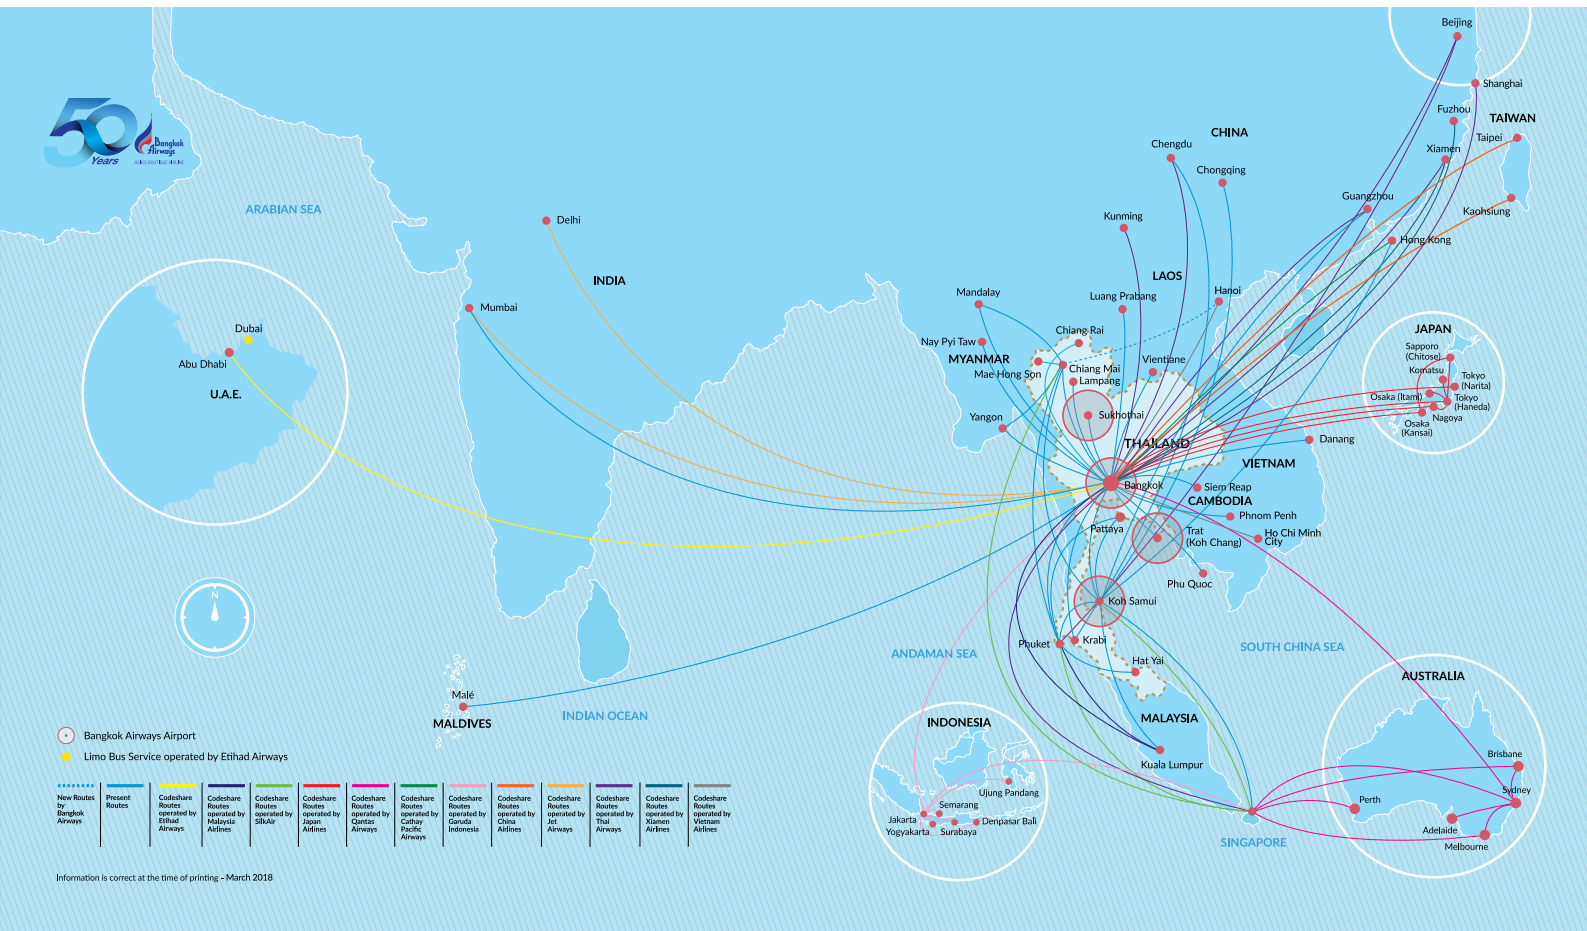 Beijing
Shanghai
Fuzhou
TAIWAN
Taipei
CHINA
Chengdu
Xiamen
Chongqing
50
Years
Bangkok
Airways
ASIA'S BOUTIQUE AIRLINE
Guangzhou
Kaohsiung
ARABIAN SEA
Delhi
Kunming
Hong Kong
INDIA
LAOS
Mandalay
Luang Prabang
Hanoi
Mumbai
Dubai
Abu Dhabi
U.A.E.
Chiang Rai
Nay Pyi Taw
MYANMAR
Vientiane
Mae Hong Son
Chiang Mai
Lampang
JAPAN
Sapporo
(Chitose)
Komatsu
Tokyo
(Narita)
Osaka (Itami)
Tokyo
(Haneda)
Nagoya
Osaka
(Kansai)
Yangon
Sukhothai
THAILAND
Danang
VIETNAM
Bangkok
Siem Reap
CAMBODIA
Phnom Penh
Pattaya
Trat
(Koh Chang)
Ho Chi Minh
City
Phu Quoc
N
Koh Samui
Phuket
Krabi
ANDAMAN SEA
SOUTH CHINA SEA
Hat Yai
Malé
MALDIVES
INDIAN OCEAN
INDONESIA
MALAYSIA
AUSTRALIA
Bangkok Airways Airport
Limo Bus Service operated by Etihad Airways
Kuala Lumpur
Brisbane
Ujung Pandang
Sydney
Perth
Semarang
Jakarta
Denpasar Bali
Yogyakarta
Surabaya
Adelaide
Melbourne
SINGAPORE
New Routes
by
Bangkok
Airways
Present
Routes
Codeshare
Routes
operated by
Etihad
Airways
Codeshare
Routes
operated by
Malaysia
Airlines
Codeshare
Routes
operated by
SilkAir
Codeshare
Routes
operated by
Japan
Airlines
Codeshare
Routes
operated by
Qantas
Airways
Codeshare
Routes
operated by
Cathay
Pacific
Airways
Codeshare
Routes
operated by
Garuda
Indonesia
Codeshare
Routes
operated by
China
Airlines
Codeshare
Routes
operated by
Jet
Airways
Codeshare
Routes
operated by
Thai
Airways
Codeshare
Routes
operated by
Xiamen
Airlines
Codeshare
Routes
operated by
Vietnam
Airlines
Information is correct at the time of printing – March 2018